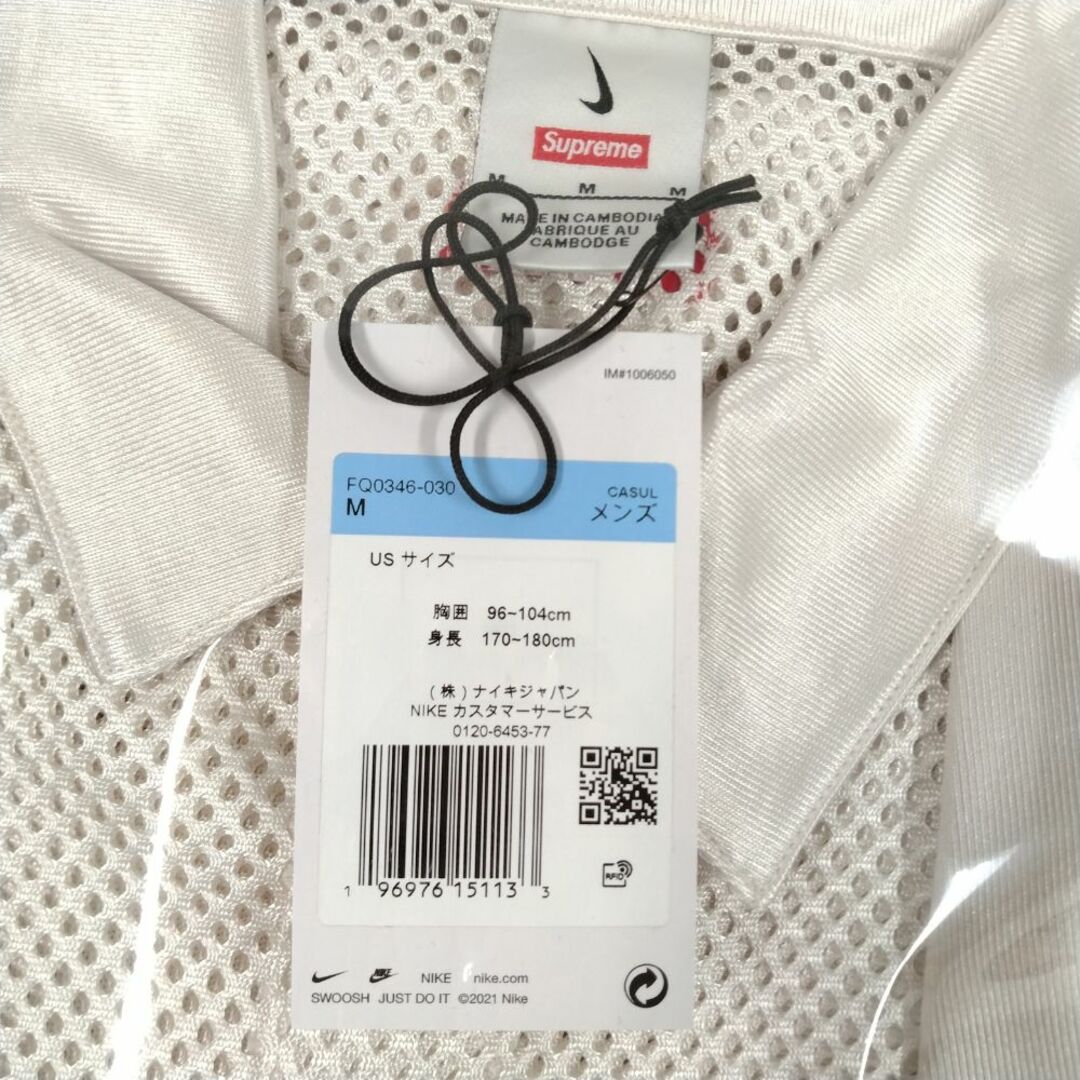 Supreme
M M M
MADE IN CAMBODIA
FABRIQUE AU
CAMBODGE
IM#1006050
FQ0346-030
M
CASUL
メンズ
US サイズ
胸囲 96~104cm
身長 170~180cm
(株)ナイキジャパン
NIKE カスタマーサービス
0120-6453-77
1 96976 15113 3
RFID
NIKE
NIKE nike.com
SWOOSH JUST DO IT ©2021 Nike